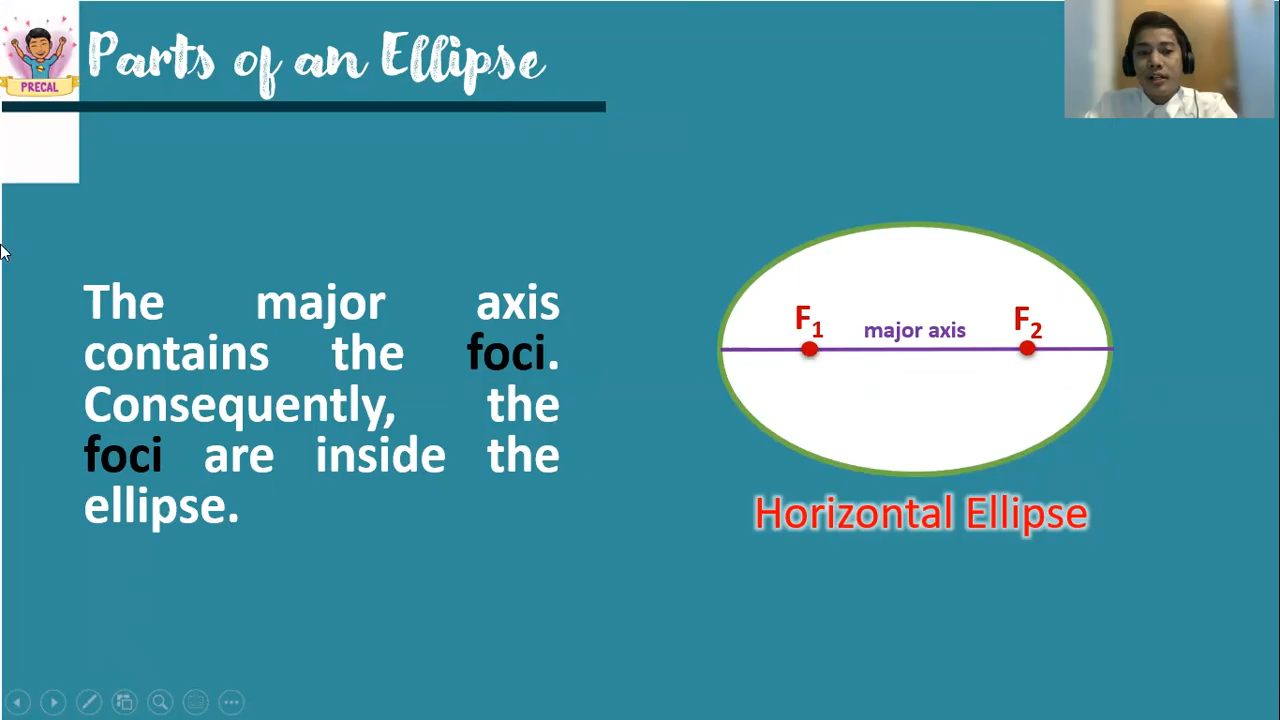 PRECAL
Parts of an Ellipse
The major axis
contains the foci.
Consequently, the
foci are inside the
ellipse.
F1
major axis
F2
Horizontal Ellipse